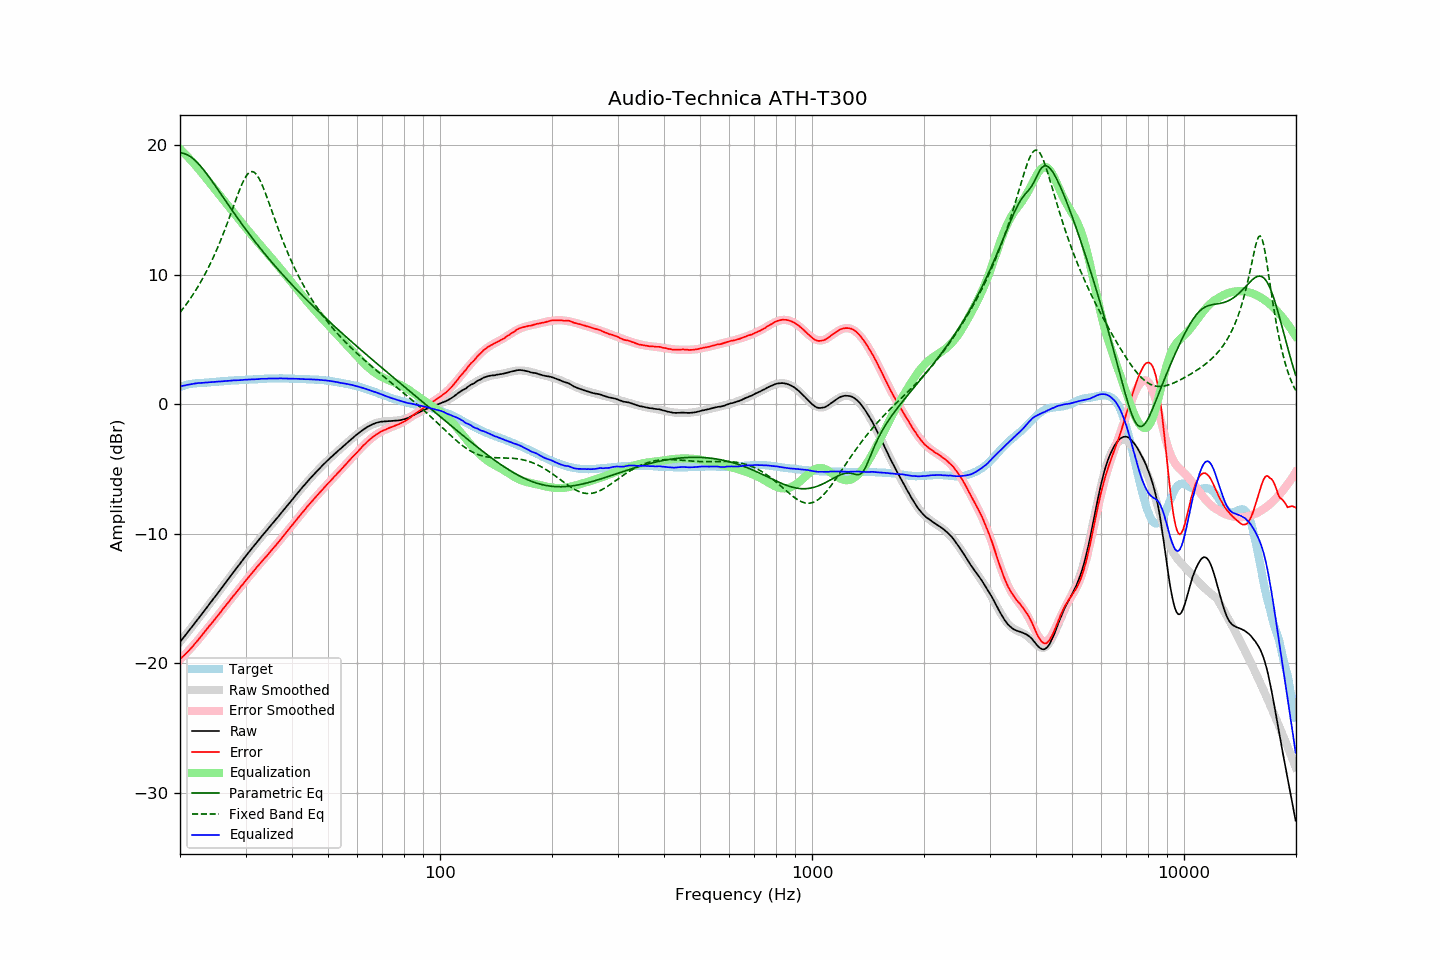 Audio-Technica ATH-T300
Amplitude (dBr)
20
10
0
−10
−20
−30
Target
Raw Smoothed
Error Smoothed
Raw
Error
Equalization
Parametric Eq
Fixed Band Eq
Equalized
100
1000
10000
Frequency (Hz)